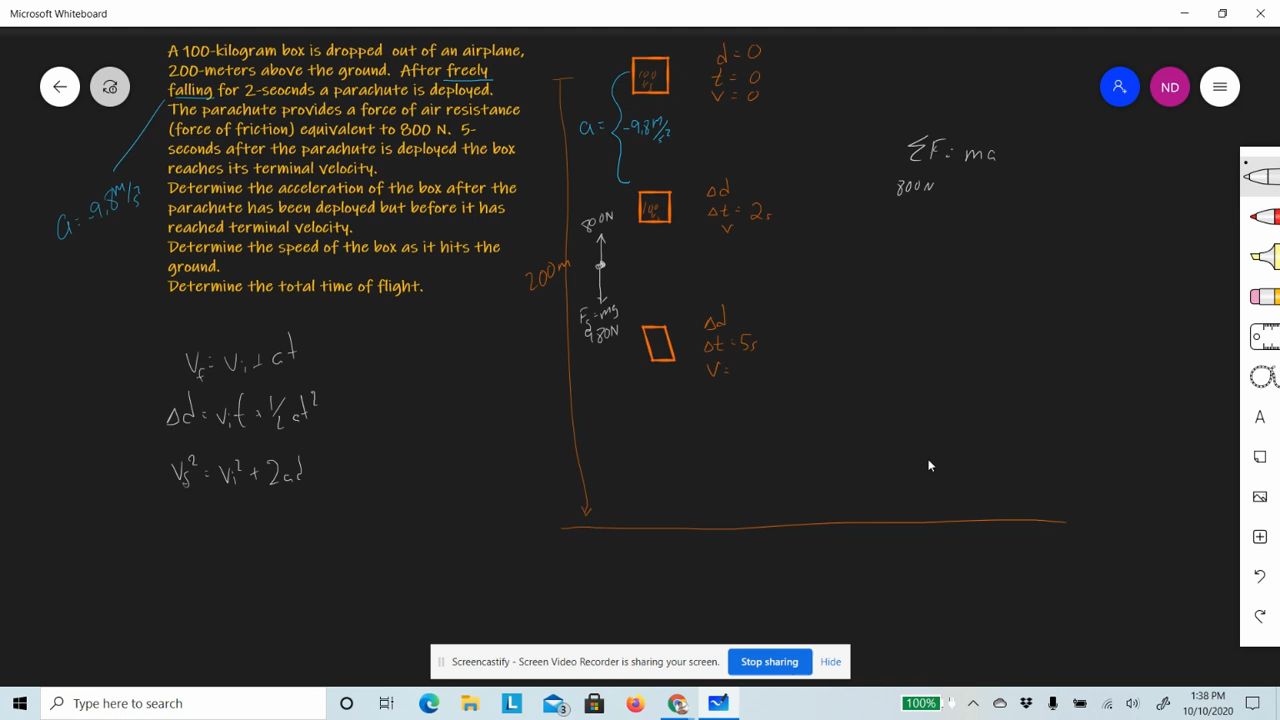 Microsoft Whiteboard
A 100-kilogram box is dropped out of an airplane,
200-meters above the ground. After freely
falling for 2-seocnds a parachute is deployed.
The parachute provides a force of air resistance
(force of friction) equivalent to 800 N. 5-
seconds after the parachute is deployed the box
reaches its terminal velocity.
Determine the acceleration of the box after the
parachute has been deployed but before it has
reached terminal velocity.
Determine the speed of the box as it hits the
ground.
Determine the total time of flight.
a = -9.8 m/s²
Vf = Vi + at
Δd = Vit + 1/2 at²
Vf² = Vi² + 2ad
d = 0
t = 0
v = 0
a = -9.8 m/s²
Δd
Δt = 2s
V
800N
Fg = mg
980N
200m
Δd
Δt = 5s
V =
ΣF = ma
800N
ND
Screencastify - Screen Video Recorder is sharing your screen.
Stop sharing
Hide
Type here to search
100%
1:38 PM
10/10/2020